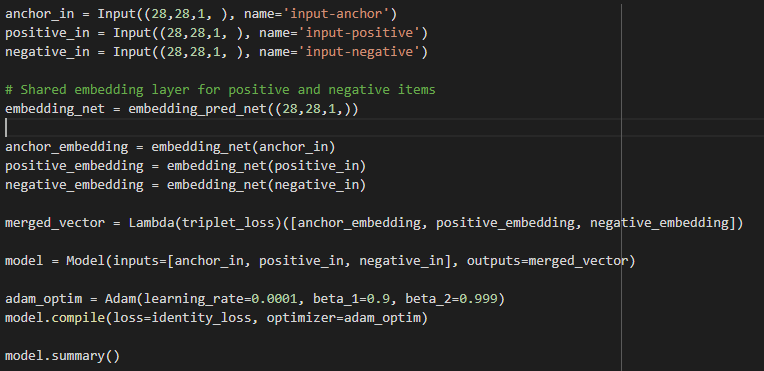 anchor_in = Input((28,28,1, ), name='input-anchor')
positive_in = Input((28,28,1, ), name='input-positive')
negative_in = Input((28,28,1, ), name='input-negative')
# Shared embedding layer for positive and negative items
embedding_net = embedding_pred_net((28,28,1,))
anchor_embedding = embedding_net(anchor_in)
positive_embedding = embedding_net(positive_in)
negative_embedding = embedding_net(negative_in)
merged_vector = Lambda(triplet_loss)([anchor_embedding, positive_embedding, negative_embedding])
model = Model(inputs=[anchor_in, positive_in, negative_in], outputs=merged_vector)
adam_optim = Adam(learning_rate=0.0001, beta_1=0.9, beta_2=0.999)
model.compile(loss=identity_loss, optimizer=adam_optim)
model.summary()